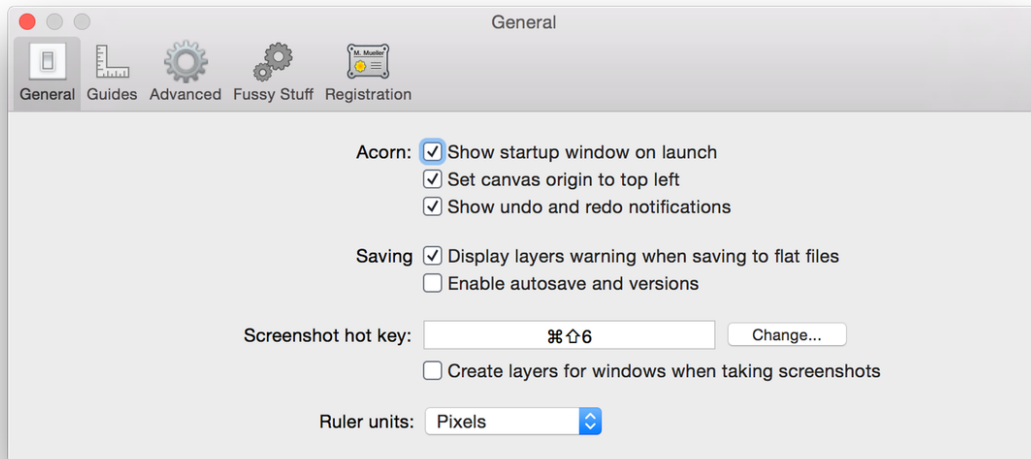 General
General Guides Advanced Fussy Stuff Registration
M. Mueller
Acorn: Show startup window on launch
Set canvas origin to top left
Show undo and redo notifications
Saving Display layers warning when saving to flat files
Enable autosave and versions
Screenshot hot key: ⌘⇧6 Change...
Create layers for windows when taking screenshots
Ruler units: Pixels